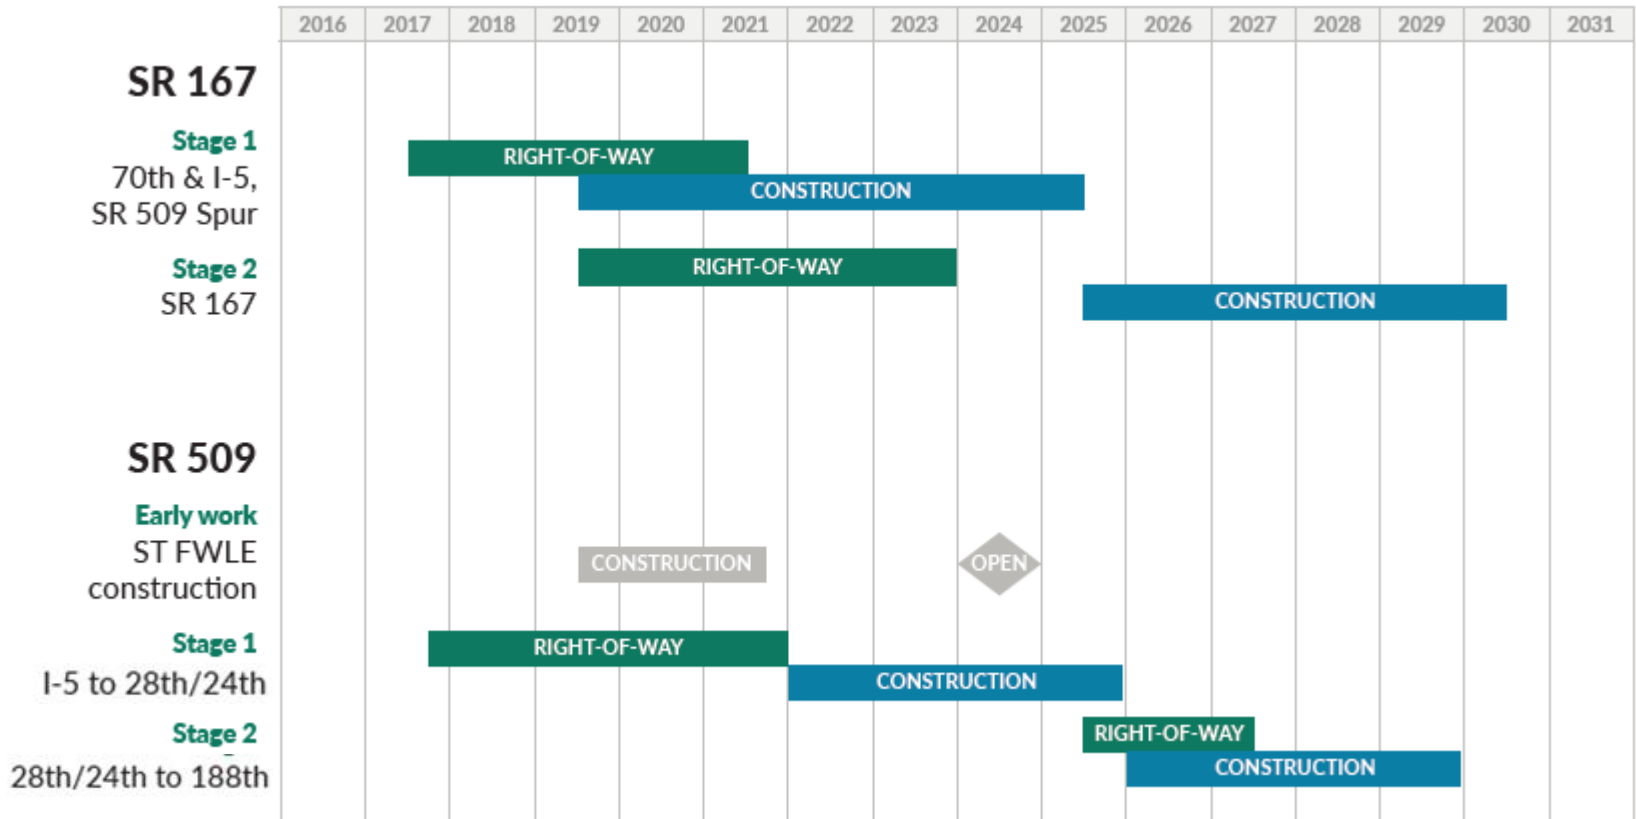 2016 2017 2018 2019 2020 2021 2022 2023 2024 2025 2026 2027 2028 2029 2030 2031
SR 167
Stage 1
RIGHT-OF-WAY
70th & I-5,
CONSTRUCTION
SR 509 Spur
Stage 2
RIGHT-OF-WAY
SR 167
CONSTRUCTION
SR 509
Early work
ST FWLE
CONSTRUCTION
OPEN
construction
Stage 1
RIGHT-OF-WAY
I-5 to 28th/24th
CONSTRUCTION
Stage 2
RIGHT-OF-WAY
28th/24th to 188th
CONSTRUCTION